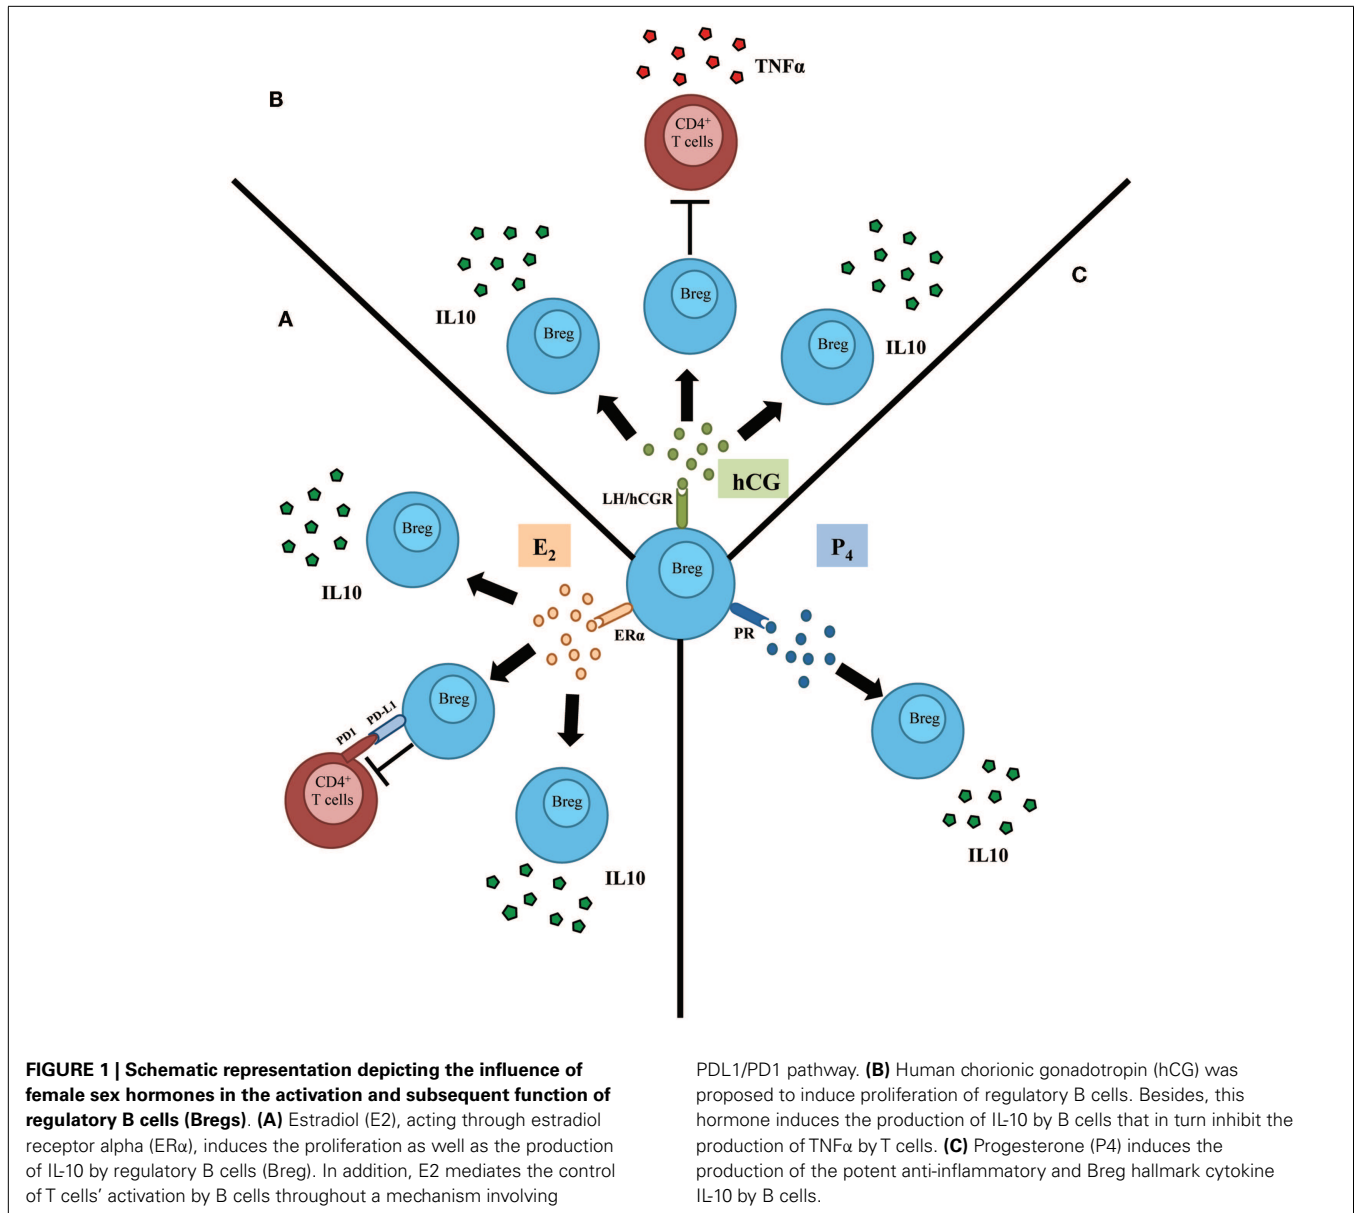 B
TNFα
CD4+
T cells
C
A
IL10
Breg
Breg
Breg
IL10
hCG
LH/hCGR
E2
P4
Breg
Breg
IL10
ERα
PR
PD1
PD-L1
Breg
Breg
CD4+
T cells
Breg
IL10
IL10
FIGURE 1 | Schematic representation depicting the influence of
female sex hormones in the activation and subsequent function of
regulatory B cells (Bregs). (A) Estradiol (E2), acting through estradiol
receptor alpha (ERα), induces the proliferation as well as the production
of IL-10 by regulatory B cells (Breg). In addition, E2 mediates the control
of T cells' activation by B cells throughout a mechanism involving
PDL1/PD1 pathway. (B) Human chorionic gonadotropin (hCG) was
proposed to induce proliferation of regulatory B cells. Besides, this
hormone induces the production of IL-10 by B cells that in turn inhibit the
production of TNFα by T cells. (C) Progesterone (P4) induces the
production of the potent anti-inflammatory and Breg hallmark cytokine
IL-10 by B cells.